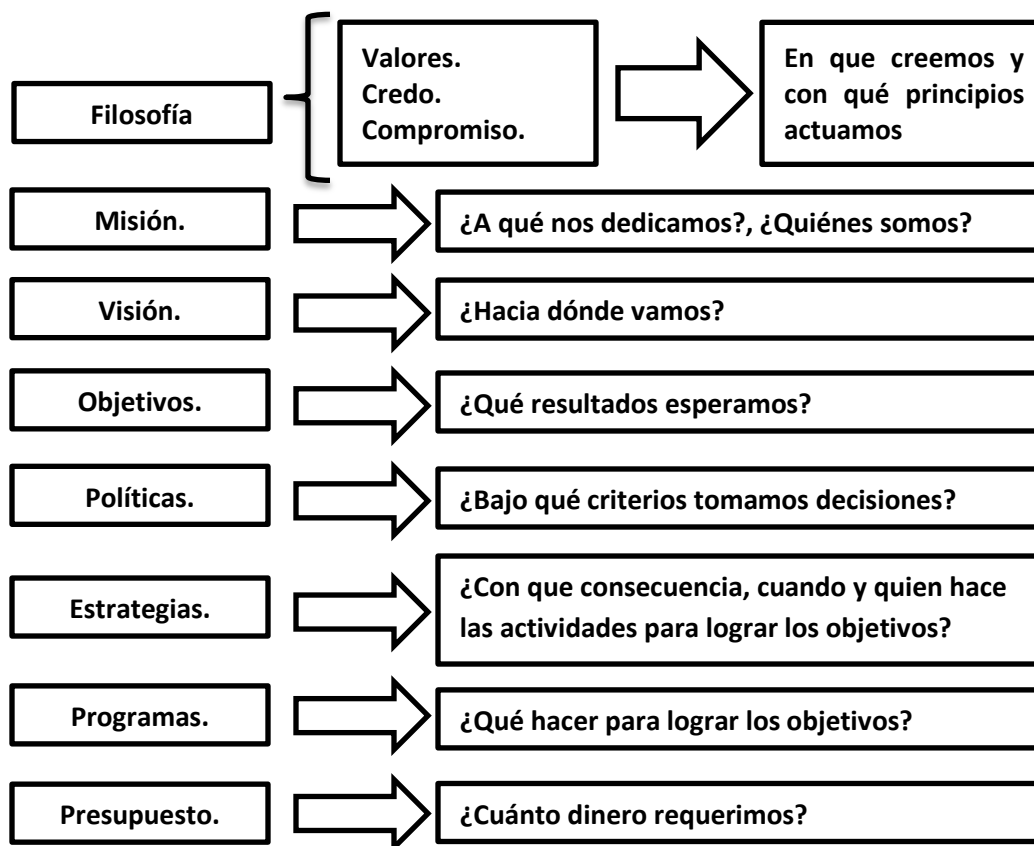 Filosofía
Valores.
Credo.
Compromiso.
En que creemos y
con qué principios
actuamos
Misión.
¿A qué nos dedicamos?, ¿Quiénes somos?
Visión.
¿Hacia dónde vamos?
Objetivos.
¿Qué resultados esperamos?
Políticas.
¿Bajo qué criterios tomamos decisiones?
Estrategias.
¿Con que consecuencia, cuando y quien hace
las actividades para lograr los objetivos?
Programas.
¿Qué hacer para lograr los objetivos?
Presupuesto.
¿Cuánto dinero requerimos?